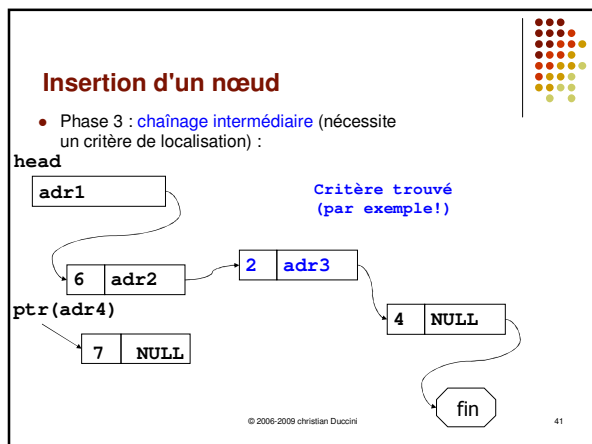 Insertion d'un nœud
• Phase 3 : chaînage intermédiaire (nécessite
un critère de localisation) :
head
adr1
Critère trouvé
(par exemple!)
6 adr2
2 adr3
ptr(adr4)
4 NULL
7 NULL
fin
© 2006-2009 christian Duccini
41